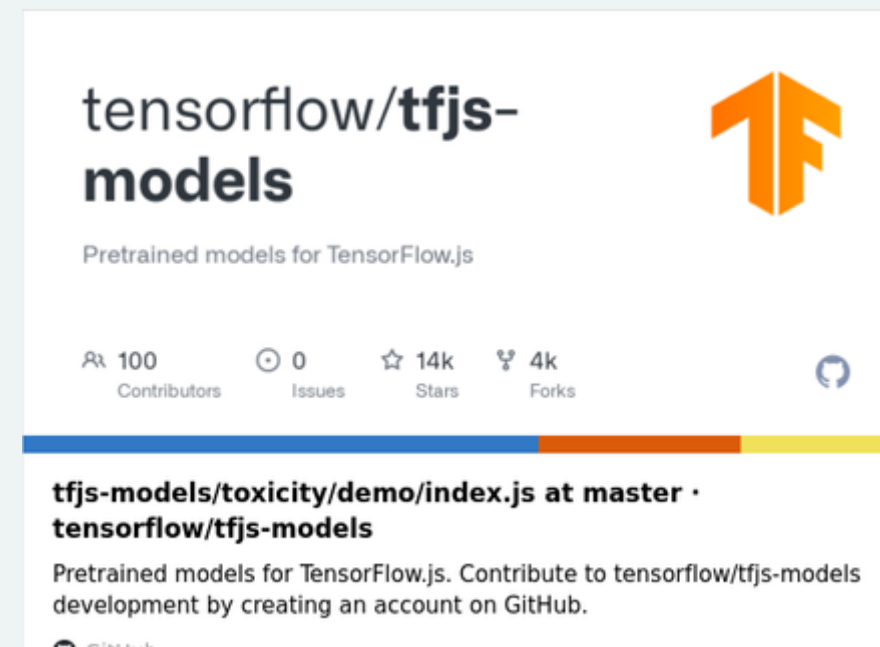 tensorflow/tfjs-
models
Pretrained models for TensorFlow.js
100 0 14k 4k
Contributors Issues Stars Forks
tfjs-models/toxicity/demo/index.js at master ·
tensorflow/tfjs-models
Pretrained models for TensorFlow.js. Contribute to tensorflow/tfjs-models
development by creating an account on GitHub.
GitHub